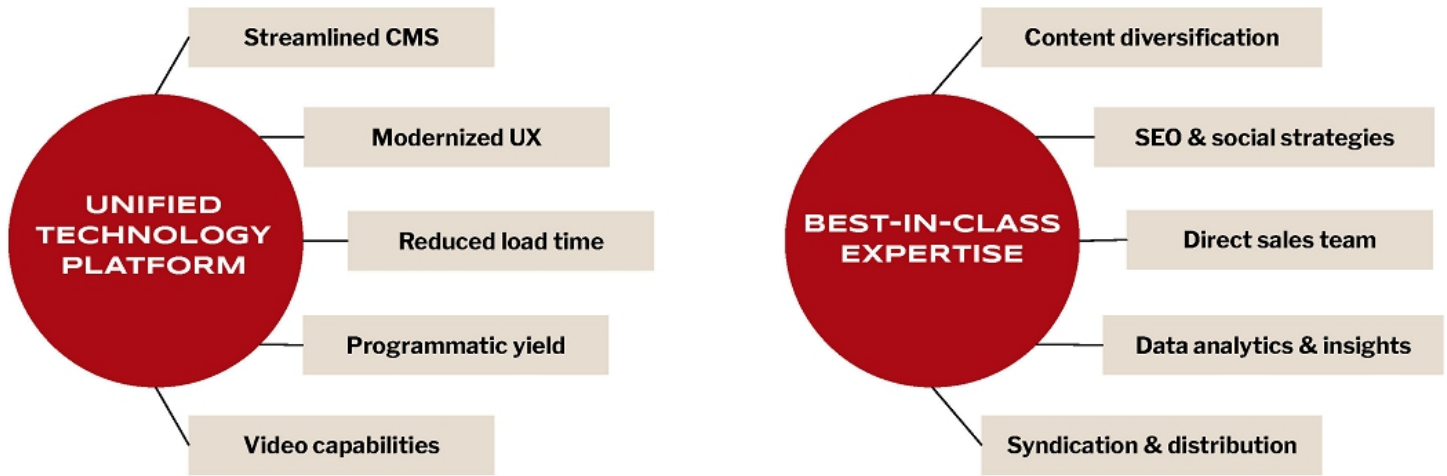 UNIFIED
TECHNOLOGY
PLATFORM
Streamlined CMS
Modernized UX
Reduced load time
Programmatic yield
Video capabilities
BEST-IN-CLASS
EXPERTISE
Content diversification
SEO & social strategies
Direct sales team
Data analytics & insights
Syndication & distribution